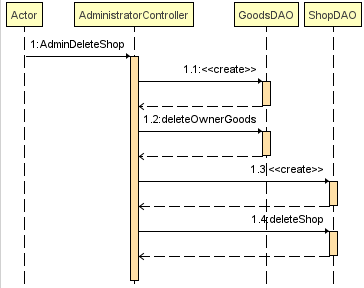 Actor AdministratorController GoodsDAO ShopDAO
1:AdminDeleteShop
1.1:<<create>>
1.2:deleteOwnerGoods
1.3:<<create>>
1.4:deleteShop